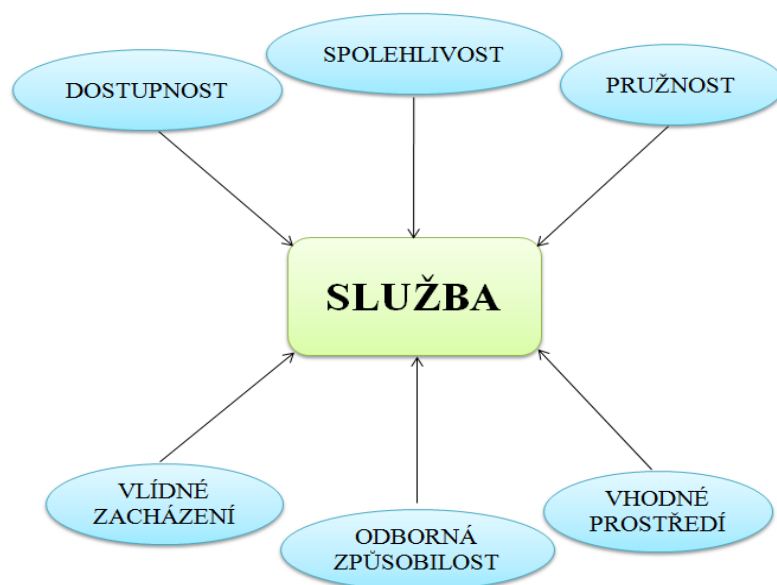 SPOLEHLIVOST
DOSTUPNOST
PRUŽNOST
SLUŽBA
VLÍDNÉ
ZACHÁZENÍ
ODBORNÁ
ZPŮSOBILOST
VHODNÉ
PROSTŘEDÍ